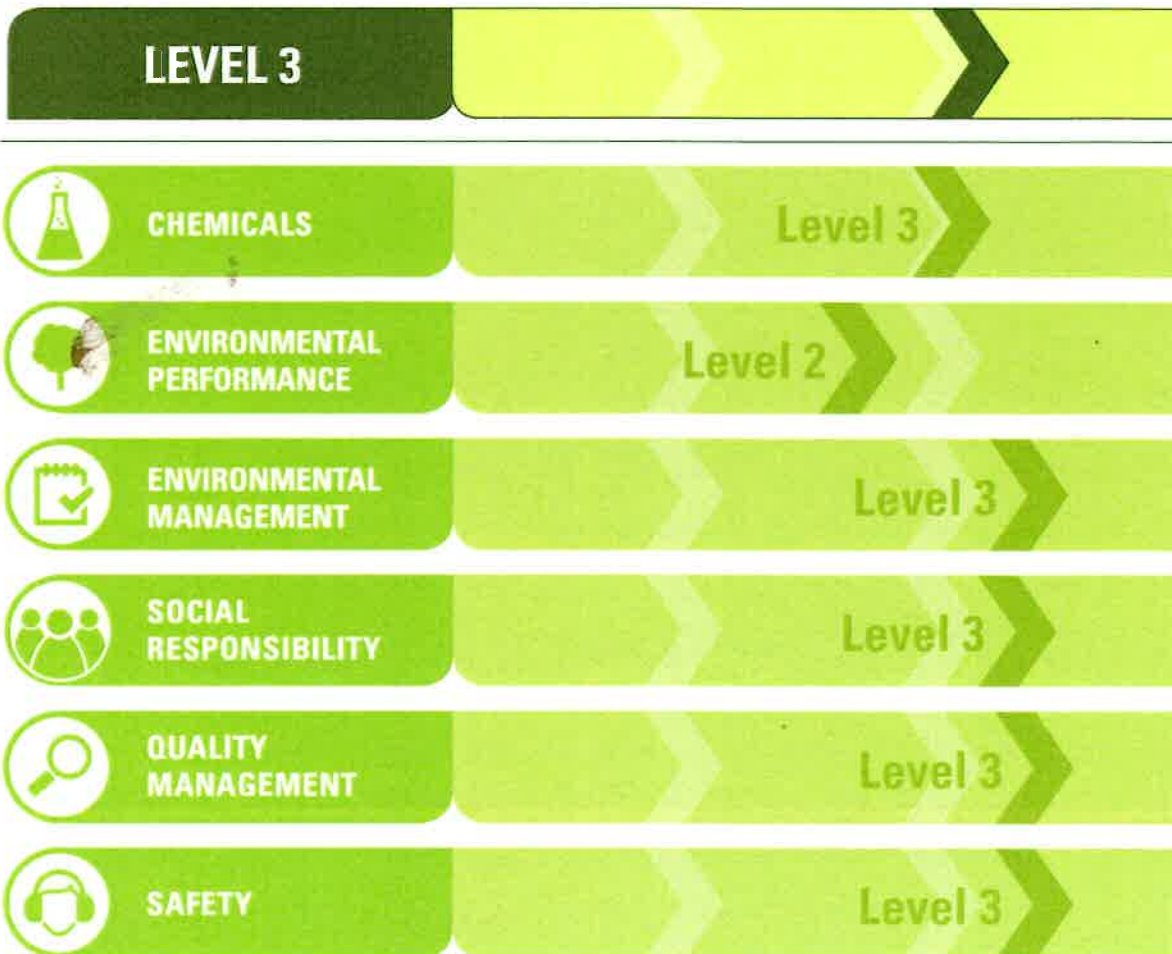 LEVEL 3
CHEMICALS
Level 3
ENVIRONMENTAL
PERFORMANCE
Level 2
ENVIRONMENTAL
MANAGEMENT
Level 3
SOCIAL
RESPONSIBILITY
Level 3
QUALITY
MANAGEMENT
Level 3
SAFETY
Level 3